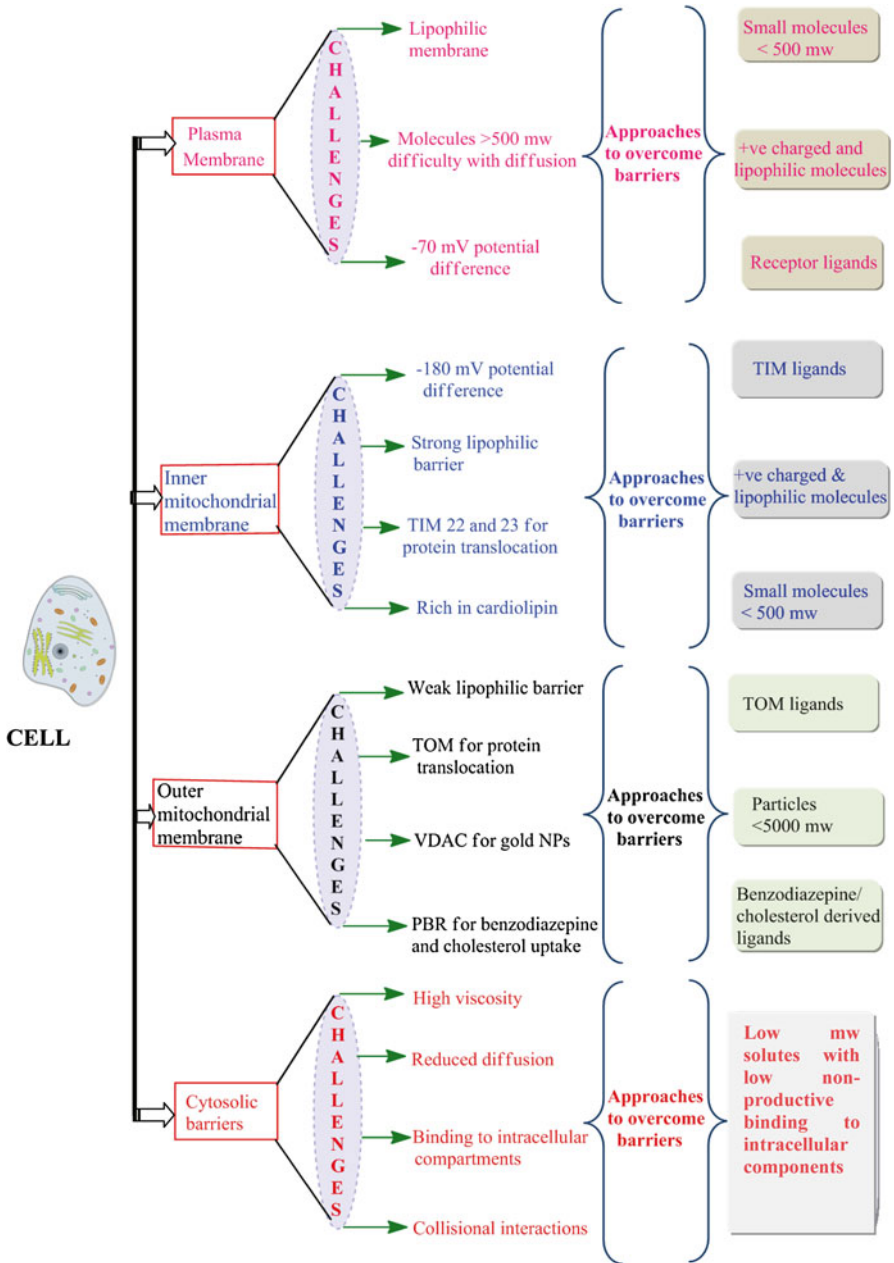 CELL
Plasma
Membrane
CHALLENGES
Lipophilic
membrane
Molecules >500 mw
difficulty with diffusion
-70 mV potential
difference
Approaches
to overcome
barriers
Small molecules
< 500 mw
+ve charged and
lipophilic molecules
Receptor ligands
Inner
mitochondrial
membrane
CHALLENGES
-180 mV potential
difference
Strong lipophilic
barrier
TIM 22 and 23 for
protein translocation
Rich in cardiolipin
Approaches
to overcome
barriers
TIM ligands
+ve charged &
lipophilic molecules
Small molecules
< 500 mw
Outer
mitochondrial
membrane
CHALLENGES
Weak lipophilic barrier
TOM for protein
translocation
VDAC for gold NPs
PBR for benzodiazepine
and cholesterol uptake
Approaches
to overcome
barriers
TOM ligands
Particles
<5000 mw
Benzodiazepine/
cholesterol derived
ligands
Cytosolic
barriers
CHALLENGES
High viscosity
Reduced diffusion
Binding to intracellular
compartments
Collisional interactions
Approaches
to overcome
barriers
Low mw
solutes with
low non-
productive
binding to
intracellular
components